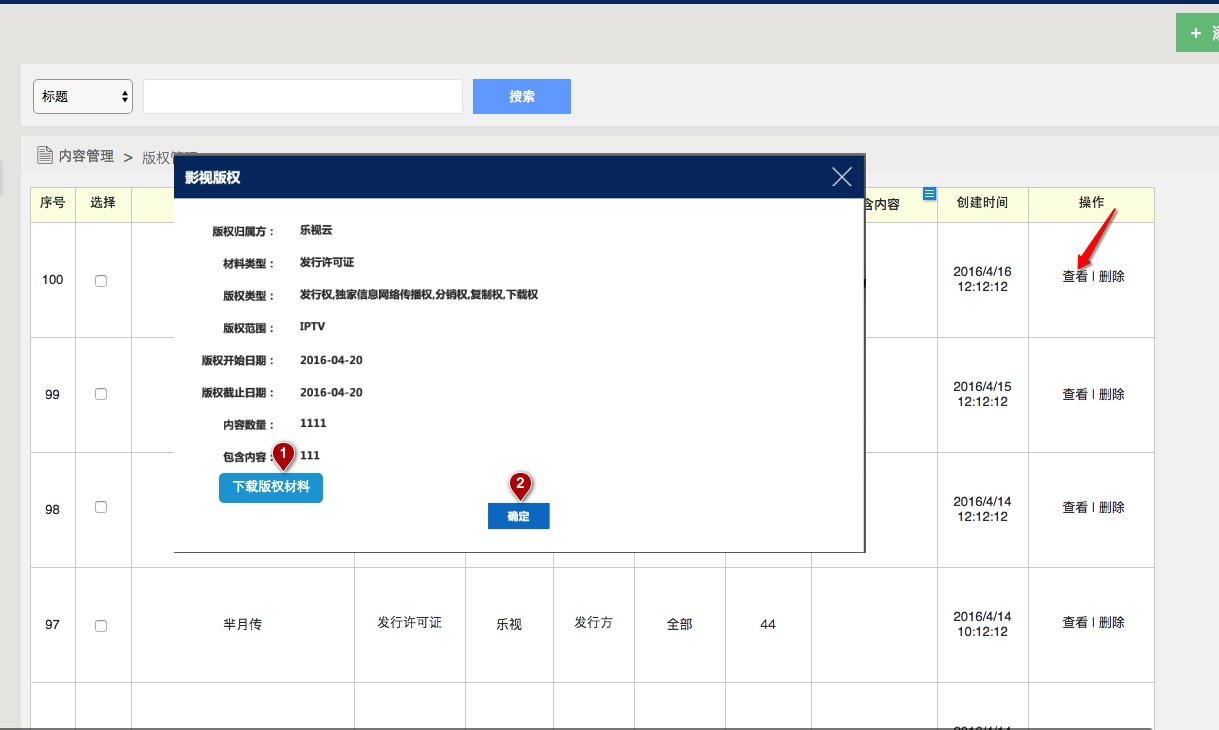 +
标题
搜索
内容管理 > 版权管理
影视版权
序号 选择 含内容 创建时间 操作
版权归属方： 乐视云
材料类型： 发行许可证
版权类型： 发行权,独家信息网络传播权,分销权,复制权,下载权
版权范围： IPTV
版权开始日期： 2016-04-20
版权截止日期： 2016-04-20
内容数量： 1111
包含内容： 111
1
下载版权材料
2
确定
100 2016/4/16
12:12:12 查看 | 删除
99 2016/4/15
12:12:12 查看 | 删除
98 2016/4/14
12:12:12 查看 | 删除
97 芈月传 发行许可证 乐视 发行方 全部 44 2016/4/14
10:12:12 查看 | 删除